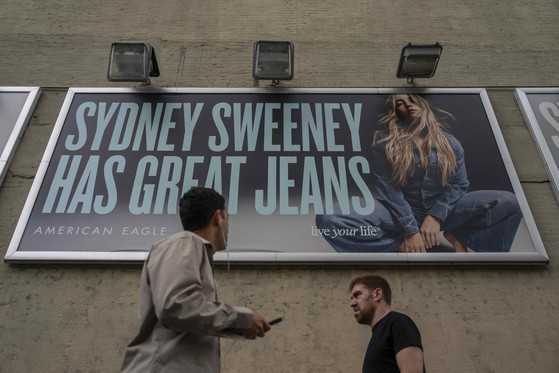 SYDNEY SWEENEY
HAS GREAT JEANS
AMERICAN EAGLE
live your life